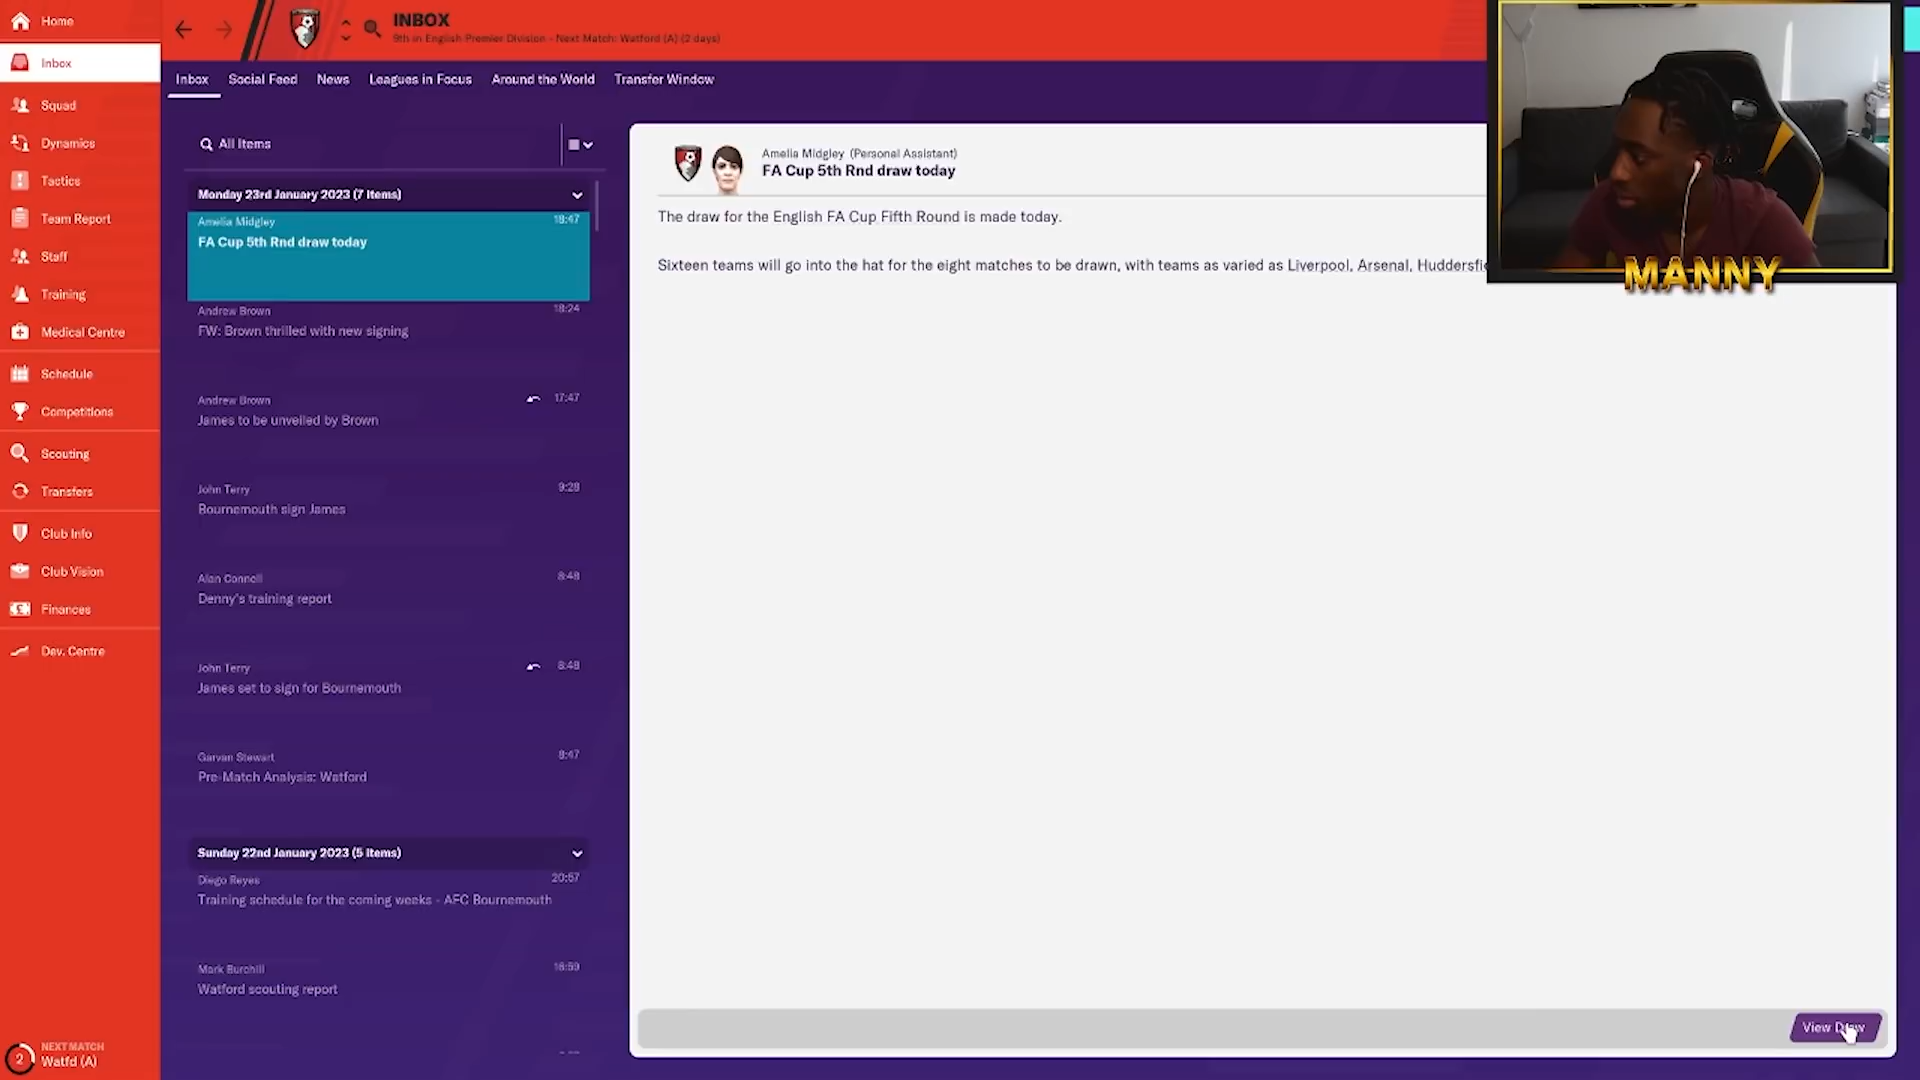 Home
Inbox
Squad
Dynamics
Tactics
Team Report
Staff
Training
Medical Centre
Schedule
Competitions
Scouting
Transfers
Club Info
Club Vision
Finances
Dev. Centre
2 NEXT MATCH
Watfd (A)
INBOX
9th in English Premier Division - Next Match: Watford (A) (2 days)
Inbox Social Feed News Leagues in Focus Around the World Transfer Window
All Items
Monday 23rd January 2023 (7 Items)
Amelia Midgley 18:47
FA Cup 5th Rnd draw today
Andrew Brown 18:24
FW: Brown thrilled with new signing
Andrew Brown 17:47
James to be unveiled by Brown
John Terry 9:28
Bournemouth sign James
Alan Connell 8:48
Denny's training report
John Terry 8:48
James set to sign for Bournemouth
Garvan Stewart 8:47
Pre-Match Analysis: Watford
Sunday 22nd January 2023 (5 Items)
Diego Reyes 20:57
Training schedule for the coming weeks - AFC Bournemouth
Mark Burchill 16:59
Watford scouting report
Amelia Midgley (Personal Assistant)
FA Cup 5th Rnd draw today
The draw for the English FA Cup Fifth Round is made today.
Sixteen teams will go into the hat for the eight matches to be drawn, with teams as varied as Liverpool, Arsenal,
View Draw
MANNY